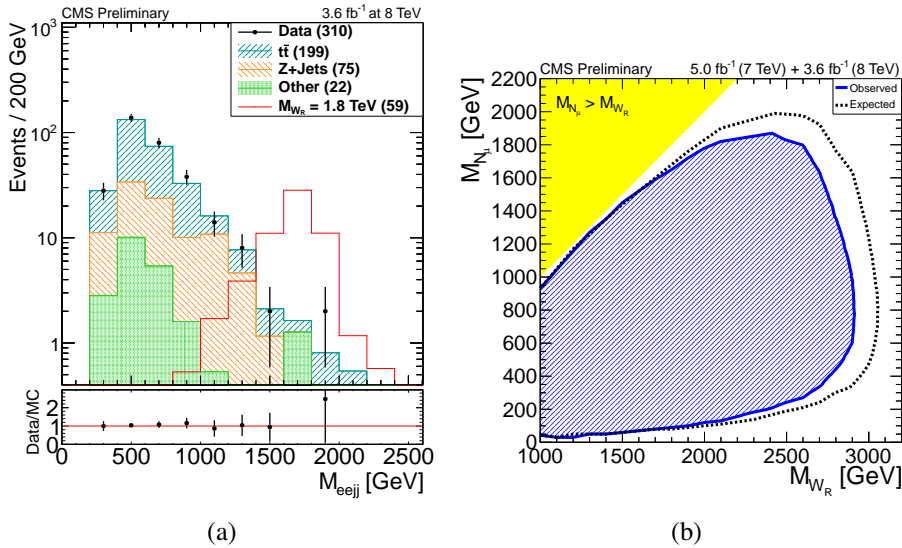 CMS Preliminary 3.6 fb⁻¹ at 8 TeV
Events / 200 GeV
10³
10²
10
1
Data (310)
tt̄ (199)
Z+Jets (75)
Other (22)
M_{W_R} = 1.8 TeV (59)
Data/MC
2
1
0
0 500 1000 1500 2000 2500
M_{eejj} [GeV]
(a)
CMS Preliminary 5.0 fb⁻¹ (7 TeV) + 3.6 fb⁻¹ (8 TeV)
M_{N_μ} [GeV]
2200
2000
1800
1600
1400
1200
1000
800
600
400
200
0
M_{N_μ} > M_{W_R}
Observed
Expected
1000 1500 2000 2500 3000
M_{W_R} [GeV]
(b)